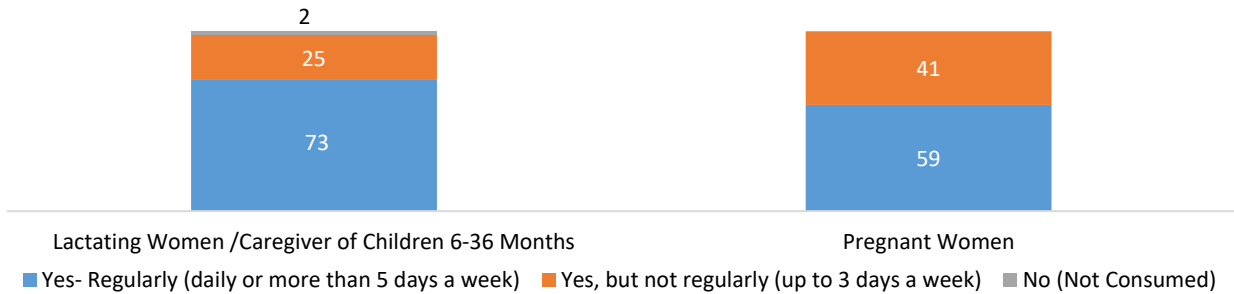 2
25
41
73
59
Lactating Women /Caregiver of Children 6-36 Months
Pregnant Women
Yes- Regularly (daily or more than 5 days a week)
Yes, but not regularly (up to 3 days a week)
No (Not Consumed)